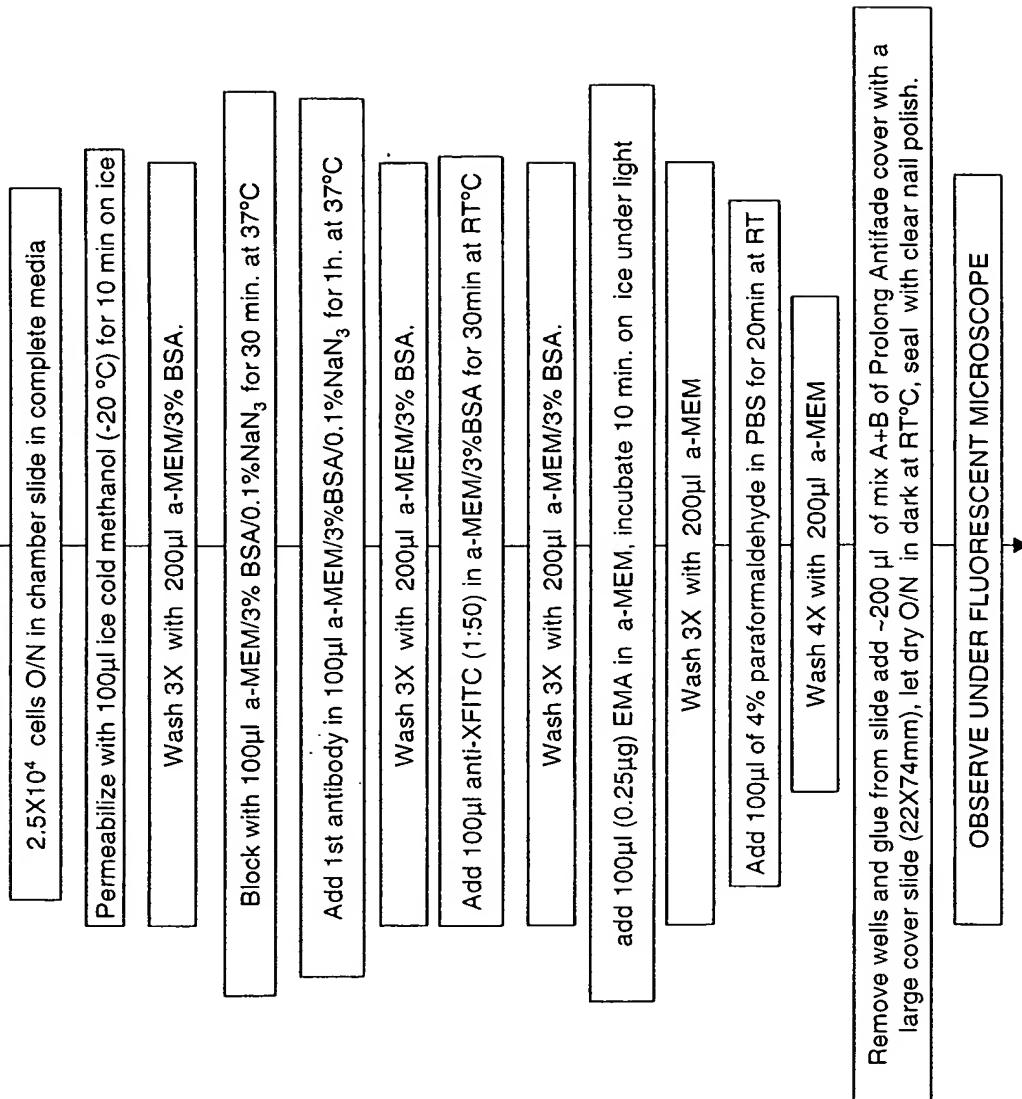 2.5X10⁴ cells O/N in chamber slide in complete media
Permeabilize with 100µl ice cold methanol (-20 °C) for 10 min on ice
Wash 3X with 200µl a-MEM/3% BSA.
Block with 100µl a-MEM/3% BSA/0.1%NaN₃ for 30 min. at 37°C
Add 1st antibody in 100µl a-MEM/3%BSA/0.1%NaN₃ for 1h. at 37°C
Wash 3X with 200µl a-MEM/3% BSA.
Add 100µl anti-XFITC (1:50) in a-MEM/3%BSA for 30min at RT°C
Wash 3X with 200µl a-MEM/3% BSA.
add 100µl (0.25µg) EMA in a-MEM, incubate 10 min. on ice under light
Wash 3X with 200µl a-MEM
Add 100µl of 4% paraformaldehyde in PBS for 20min at RT
Wash 4X with 200µl a-MEM
Remove wells and glue from slide add ~200 µl of mix A+B of Prolong Antifade cover with a
large cover slide (22X74mm), let dry O/N in dark at RT°C, seal with clear nail polish.
OBSERVE UNDER FLUORESCENT MICROSCOPE